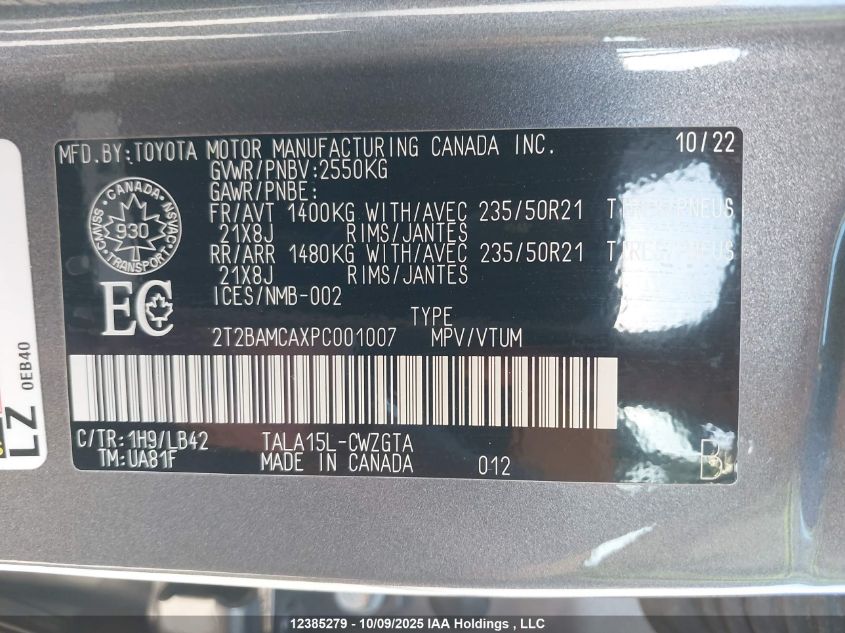 MFD.BY:TOYOTA MOTOR MANUFACTURING CANADA INC. 10/22
GVWR/PNBV:2550KG
GAWR/PNBE:
FR/AVT 1400KG WITH/AVEC 235/50R21
21X8J RIMS/JANTES
RR/ARR 1480KG WITH/AVEC 235/50R21
21X8J RIMS/JANTES
ICES/NMB-002
CANADA
CMVSS 930 NSVAC
TRANSPORT
EC
TYPE
2T2BAMCAXPC001007 MPV/VTUM
C/TR:1H9/LB42 TALA15L-CWZGTA
TM:UA81F MADE IN CANADA 012 B
LZ 0EB40
12385279 - 10/09/2025 IAA Holdings , LLC